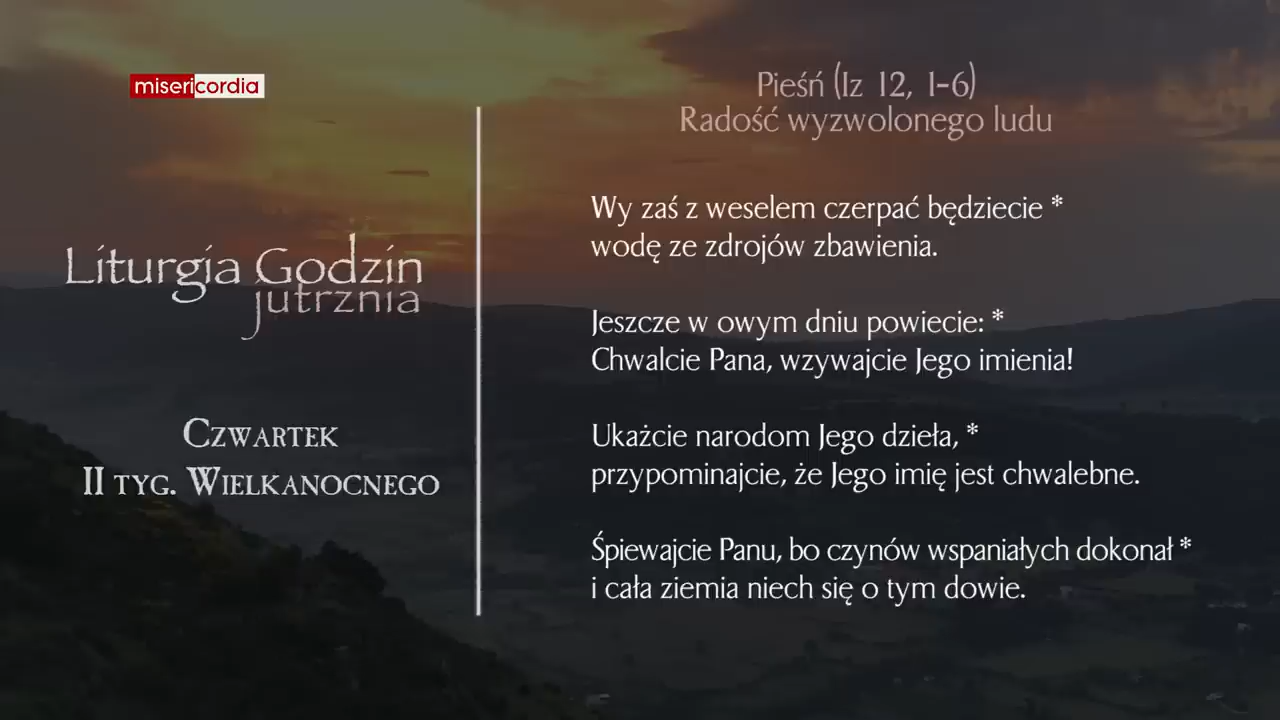 misericordia
Liturgia Godzin
jutrznia
Czwartek
II tyg. Wielkanocnego
Pieśń (Iz 12, 1-6)
Radość wyzwolonego ludu
Wy zaś z weselem czerpać będziecie *
wodę ze zdrojów zbawienia.
Jeszcze w owym dniu powiecie: *
Chwalcie Pana, wzywajcie Jego imienia!
Ukażcie narodom Jego dzieła, *
przypominajcie, że Jego imię jest chwalebne.
Śpiewajcie Panu, bo czynów wspaniałych dokonał *
i cała ziemia niech się o tym dowie.